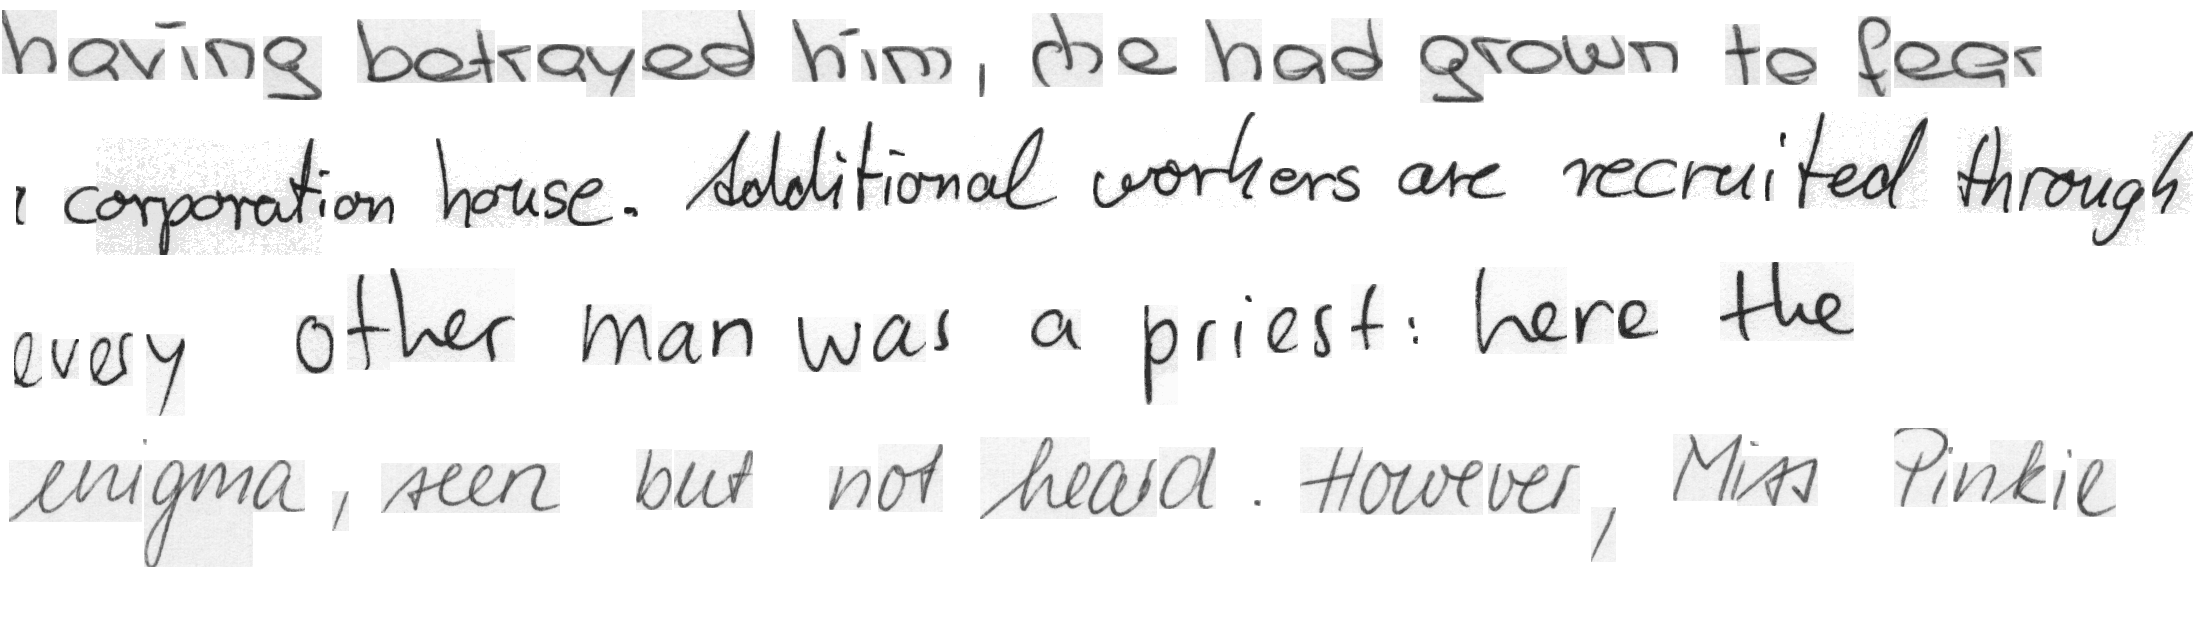 having betrayed him, she had grown to fear
corporation house. Additional workers are recruited through
every other man was a priest: here the
enigma, seen but not heard. However, Miss Pinkie